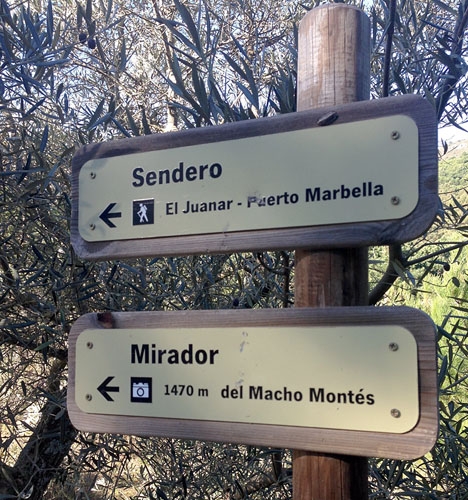 Sendero
El Juanar - Puerto Marbella
Mirador
1470 m del Macho Montés